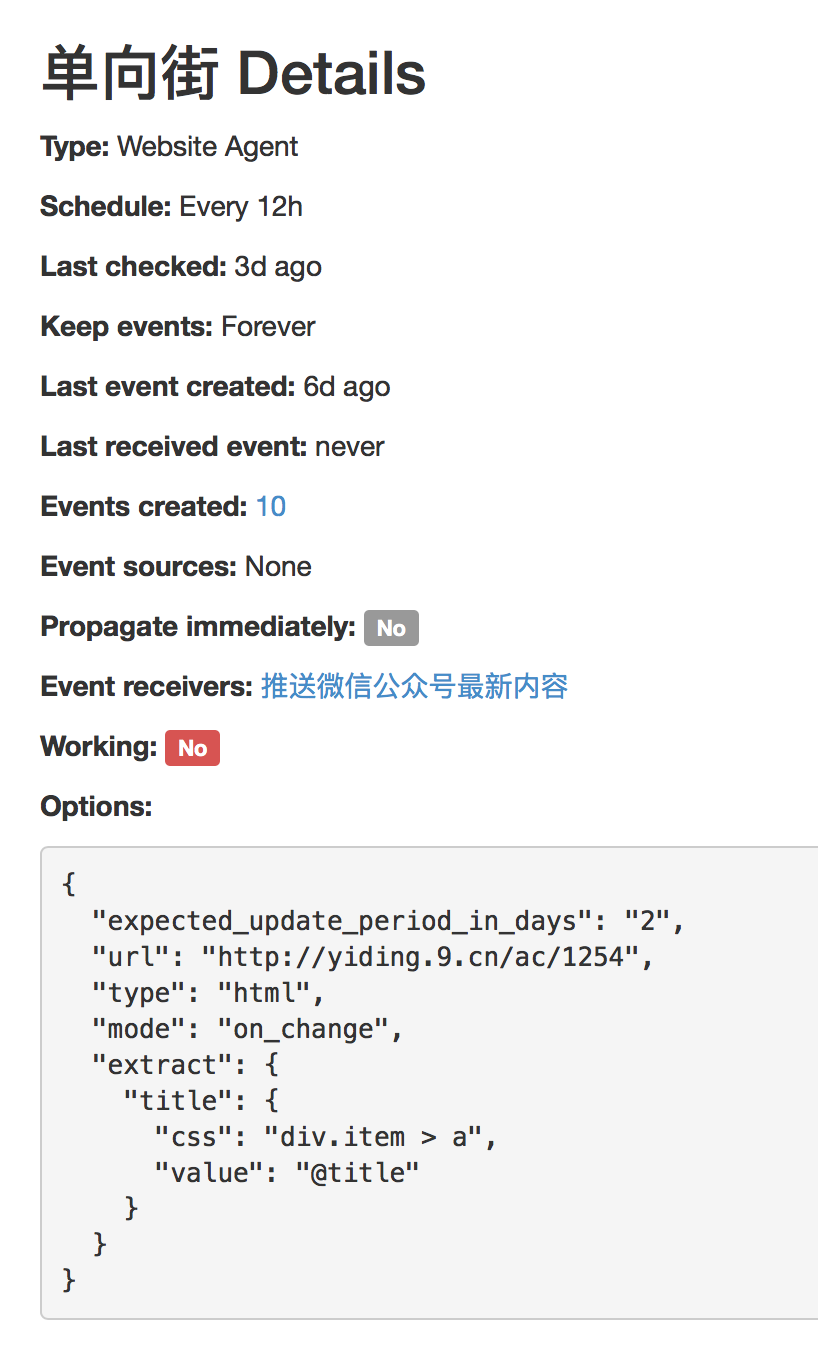 单向街 Details
Type: Website Agent
Schedule: Every 12h
Last checked: 3d ago
Keep events: Forever
Last event created: 6d ago
Last received event: never
Events created: 10
Event sources: None
Propagate immediately: No
Event receivers: 推送微信公众号最新内容
Working: No
Options:
{
  "expected_update_period_in_days": "2",
  "url": "http://yiding.9.cn/ac/1254",
  "type": "html",
  "mode": "on_change",
  "extract": {
    "title": {
      "css": "div.item > a",
      "value": "@title"
    }
  }
}